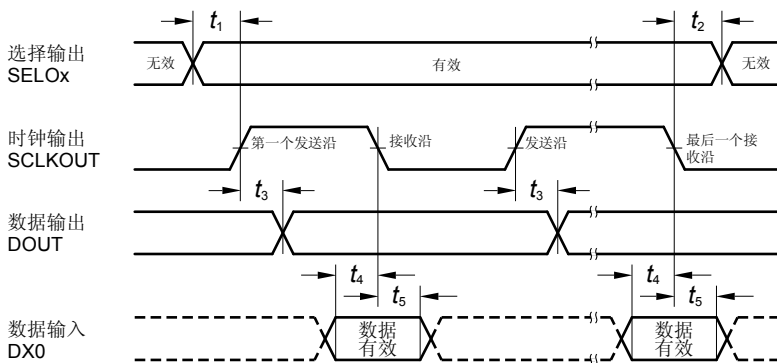 t1
t2
选择输出
SELOx
无效
有效
无效
时钟输出
SCLKOUT
第一个发送沿
接收沿
发送沿
最后一个接
收沿
t3
t3
数据输出
DOUT
t4
t5
t4
t5
数据输入
DX0
数据
有效
数据
有效